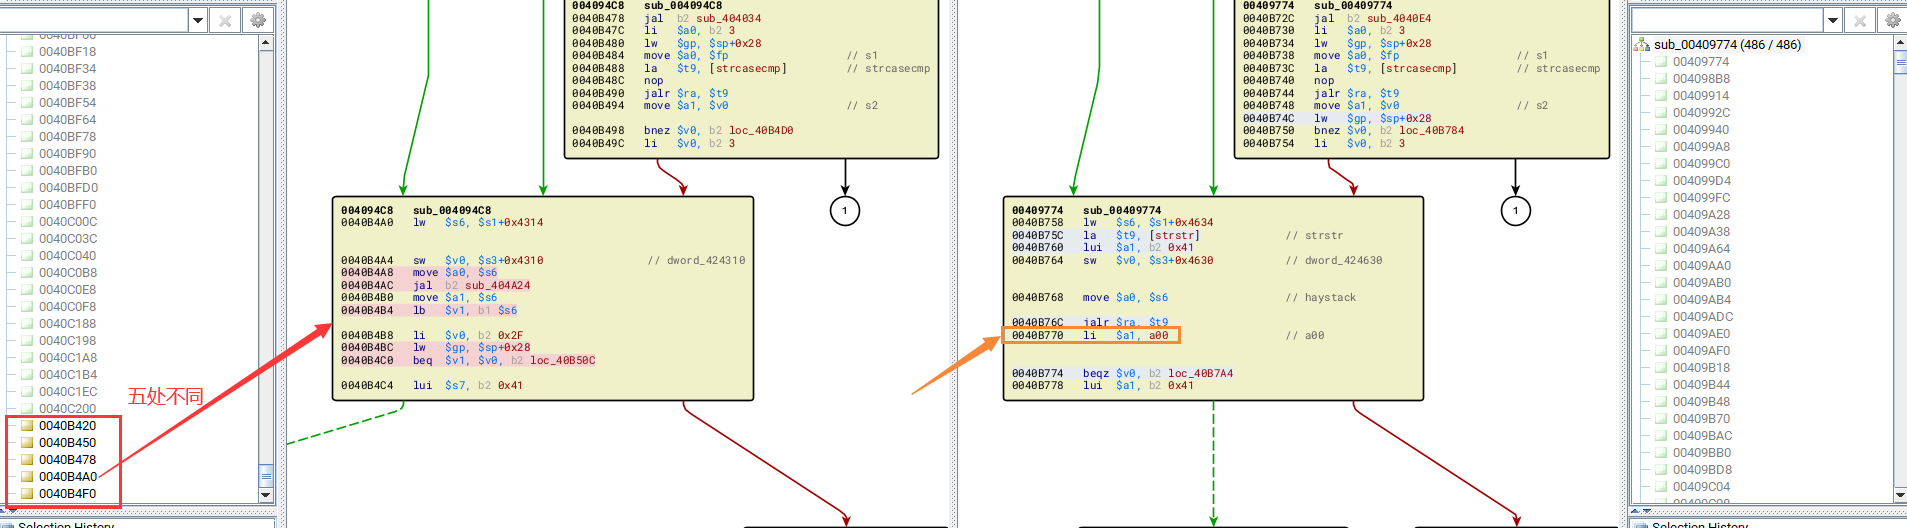 0040BF18
0040BF34
0040BF38
0040BF54
0040BF64
0040BF78
0040BF90
0040BFB0
0040BFD0
0040BFF0
0040C00C
0040C03C
0040C040
0040C0B8
0040C0E8
0040C0F8
0040C188
0040C198
0040C1A8
0040C1B4
0040C1EC
0040C200
0040B420
0040B450
0040B478
0040B4A0
0040B4F0
Selection History
五处不同
004094C8 sub_004094C8
0040B478 jal b2 sub_404034
0040B47C li $a0, b2 3
0040B480 lw $gp, $sp+0x28
0040B484 move $a0, $fp // s1
0040B488 la $t9, [strcasecmp] // strcasecmp
0040B48C nop
0040B490 jalr $ra, $t9
0040B494 move $a1, $v0 // s2
0040B498 bnez $v0, b2 loc_40B4D0
0040B49C li $v0, b2 3
1
004094C8 sub_004094C8
0040B4A0 lw $s6, $s1+0x4314
0040B4A4 sw $v0, $s3+0x4310 // dword_424310
0040B4A8 move $a0, $s6
0040B4AC jal b2 sub_404A24
0040B4B0 move $a1, $s6
0040B4B4 lb $v1, b1 $s6
0040B4B8 li $v0, b2 0x2F
0040B4BC lw $gp, $sp+0x28
0040B4C0 beq $v1, $v0, b2 loc_40B50C
0040B4C4 lui $s7, b2 0x41
00409774 sub_00409774
0040B72C jal b2 sub_4040E4
0040B730 li $a0, b2 3
0040B734 lw $gp, $sp+0x28
0040B738 move $a0, $fp // s1
0040B73C la $t9, [strcasecmp] // strcasecmp
0040B740 nop
0040B744 jalr $ra, $t9
0040B748 move $a1, $v0 // s2
0040B74C lw $gp, $sp+0x28
0040B750 bnez $v0, b2 loc_40B784
0040B754 li $v0, b2 3
1
00409774 sub_00409774
0040B758 lw $s6, $s1+0x4634
0040B75C la $t9, [strstr] // strstr
0040B760 lui $a1, b2 0x41
0040B764 sw $v0, $s3+0x4630 // dword_424630
0040B768 move $a0, $s6 // haystack
0040B76C jalr $ra, $t9
0040B770 li $a1, a00 // a00
0040B774 beqz $v0, b2 loc_40B7A4
0040B778 lui $a1, b2 0x41
sub_00409774 (486 / 486)
00409774
004098B8
00409914
0040992C
00409940
004099A8
004099C0
004099D4
004099FC
00409A28
00409A38
00409A64
00409AA0
00409AB0
00409AB4
00409ADC
00409AE0
00409AF0
00409B18
00409B44
00409B48
00409B70
00409BAC
00409BB0
00409BD8
00409C04
Selection History